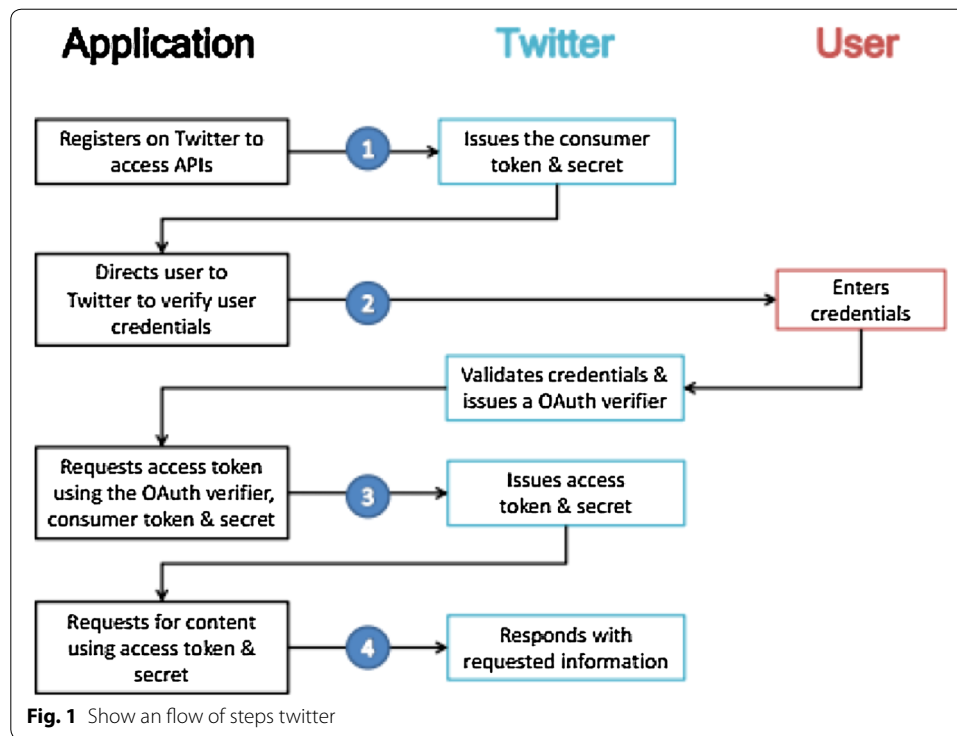 Application
Twitter
User
Registers on Twitter to
access APIs
1
Issues the consumer
token & secret
Directs user to
Twitter to verify user
credentials
2
Enters
credentials
Validates credentials &
issues a OAuth verifier
Requests access token
using the OAuth verifier,
consumer token & secret
3
Issues access
token & secret
Requests for content
using access token &
secret
4
Responds with
requested information
Fig. 1 Show an flow of steps twitter